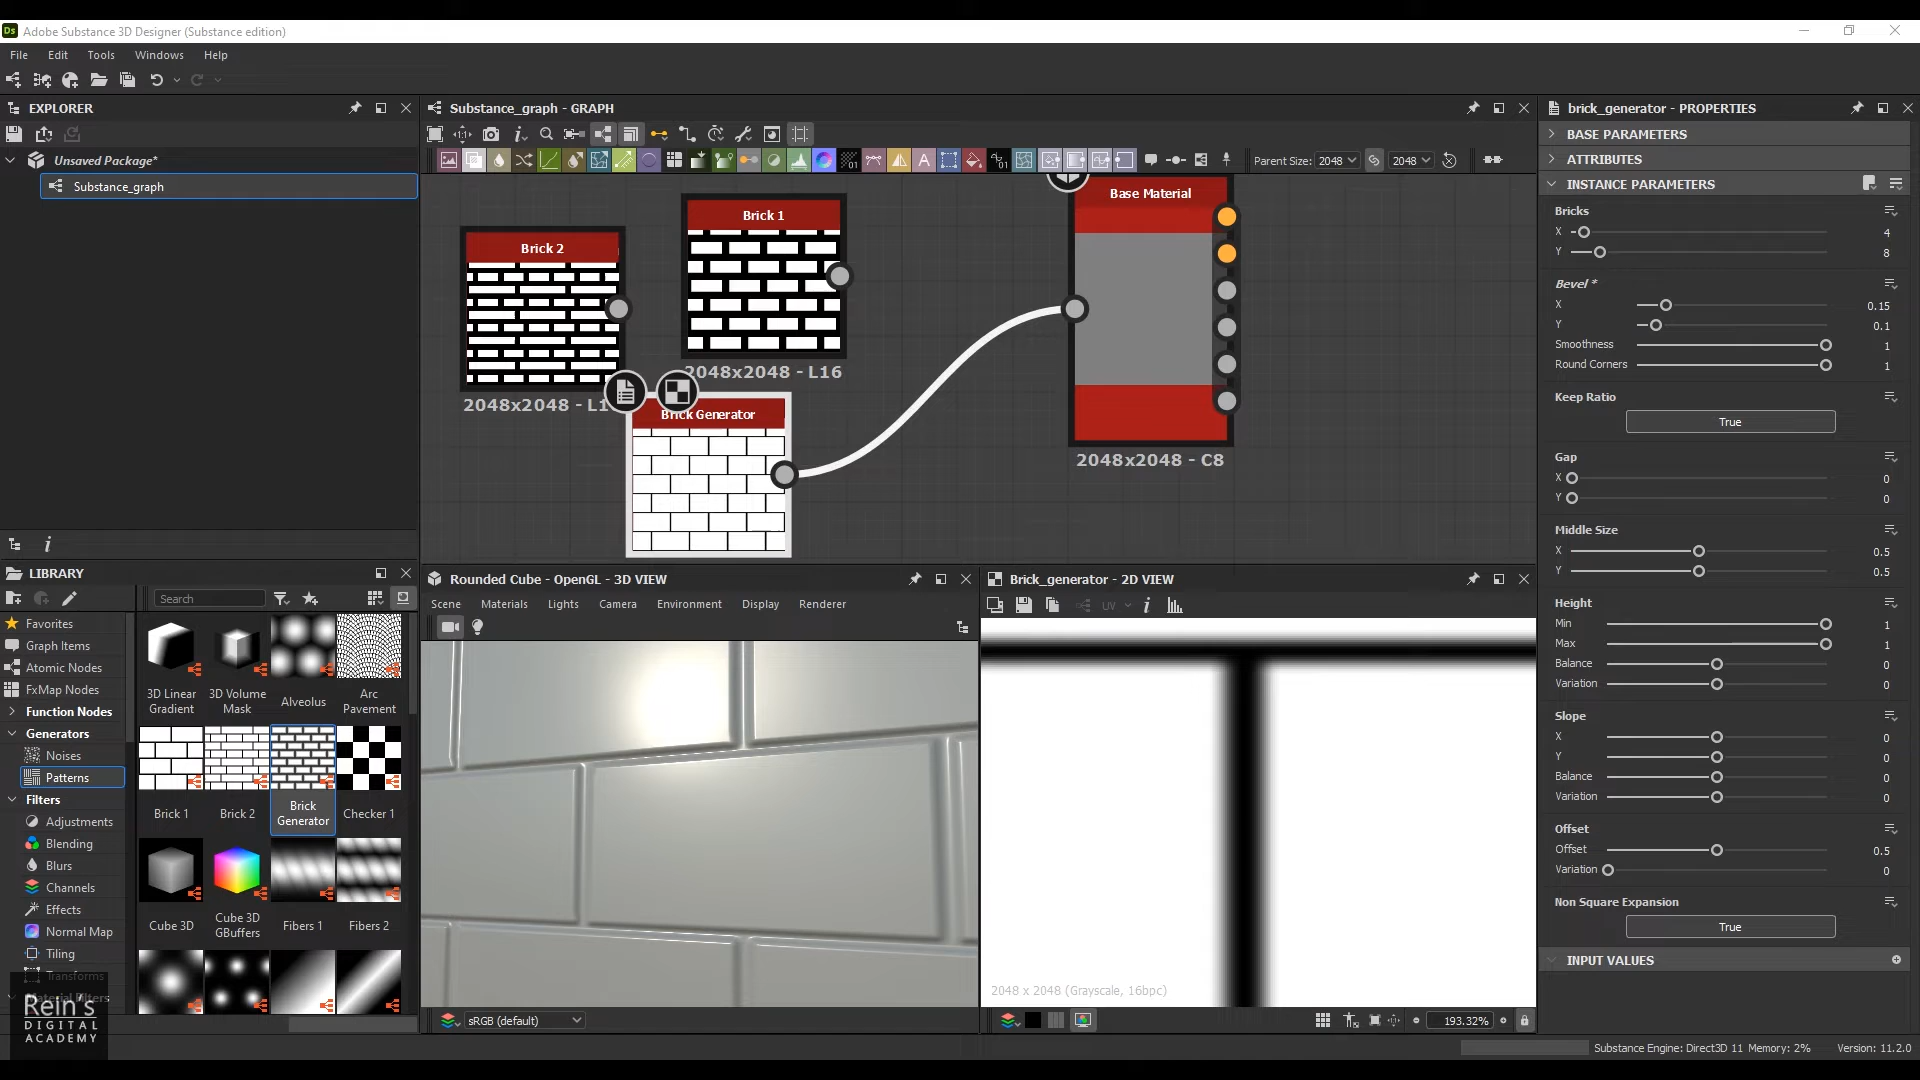 Ds Adobe Substance 3D Designer (Substance edition)
File Edit Tools Windows Help
EXPLORER
Unsaved Package*
Substance_graph
Substance_graph - GRAPH
Parent Size: 2048 2048
Brick 2
2048x2048 - L1
Brick 1
2048x2048 - L16
Brick Generator
Base Material
2048x2048 - C8
LIBRARY
Search
Favorites
Graph Items
Atomic Nodes
FxMap Nodes
Function Nodes
Generators
Noises
Patterns
Filters
Adjustments
Blending
Blurs
Channels
Effects
Normal Map
Tiling
Transforms
Material Filters
3D Linear Gradient
3D Volume Mask
Alveolus
Arc Pavement
Brick 1
Brick 2
Brick Generator
Checker 1
Cube 3D
Cube 3D GBuffers
Fibers 1
Fibers 2
Rein's
DIGITAL
ACADEMY
Rounded Cube - OpenGL - 3D VIEW
Scene Materials Lights Camera Environment Display Renderer
sRGB (default)
Brick_generator - 2D VIEW
UV
2048 x 2048 (Grayscale, 16bpc)
193.32%
brick_generator - PROPERTIES
BASE PARAMETERS
ATTRIBUTES
INSTANCE PARAMETERS
Bricks
X 4
Y 8
Bevel *
X 0.15
Y 0.1
Smoothness 1
Round Corners 1
Keep Ratio
True
Gap
X 0
Y 0
Middle Size
X 0.5
Y 0.5
Height
Min 1
Max 1
Balance 0
Variation 0
Slope
X 0
Y 0
Balance 0
Variation 0
Offset
Offset 0.5
Variation 0
Non Square Expansion
True
INPUT VALUES
Substance Engine: Direct3D 11 Memory: 2% Version: 11.2.0